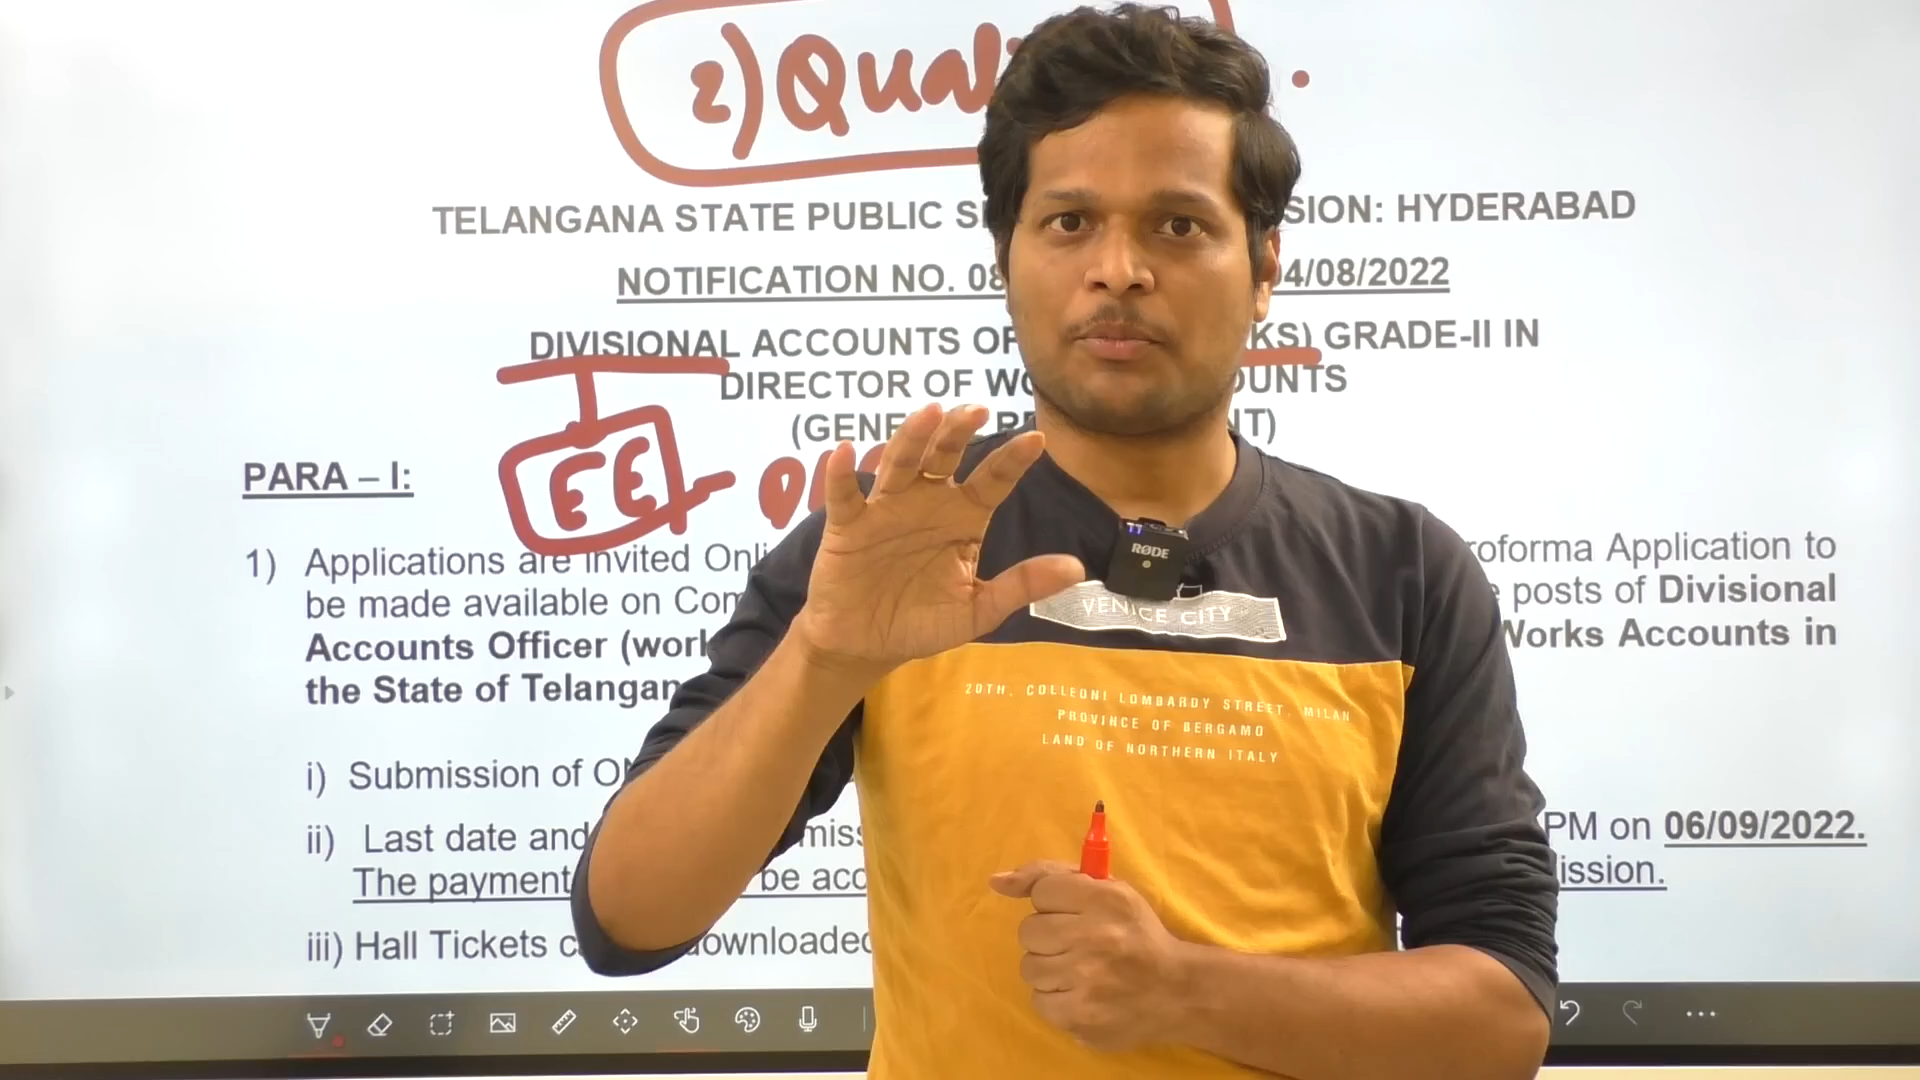 2) Qual
TELANGANA STATE PUBLIC S SION: HYDERABAD
NOTIFICATION NO. 08 04/08/2022
DIVISIONAL ACCOUNTS OF KS) GRADE-II IN
DIRECTOR OF WO OUNTS
(GENE R NT)
PARA – I:
EE -
1) Applications are invited Onli roforma Application to
be made available on Com e posts of Divisional
Accounts Officer (work Works Accounts in
the State of Telangan
i) Submission of ON
ii) Last date and miss PM on 06/09/2022.
The payment be acc ission.
iii) Hall Tickets c downloaded
RØDE
VENICE CITY
20TH, COLLEONI LOMBARDY STREET, MILAN
PROVINCE OF BERGAMO
LAND OF NORTHERN ITALY